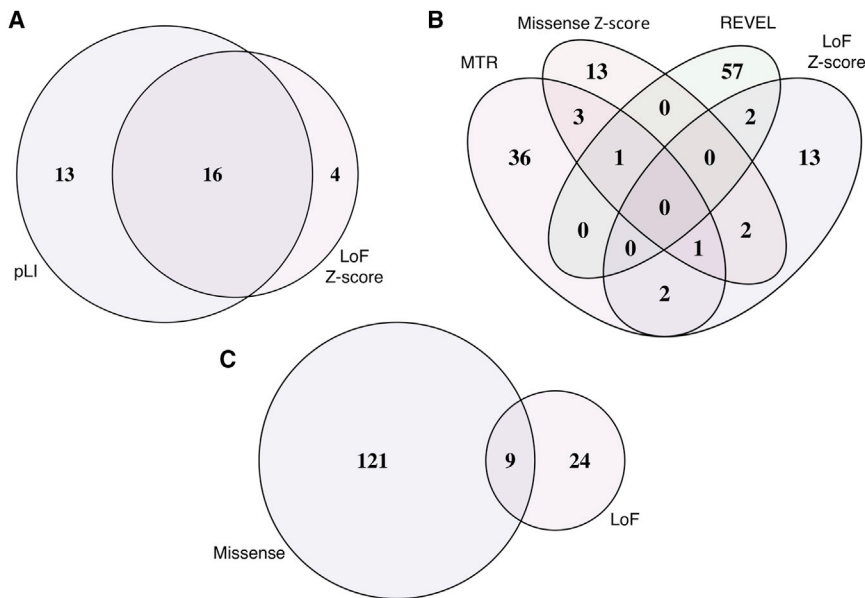 A
13
16
4
pLI
LoF
Z-score
B
Missense Z-score
REVEL
LoF
Z-score
MTR
13
57
3
0
2
36
1
0
13
0
0
0
1
2
2
C
121
9
24
LoF
Missense